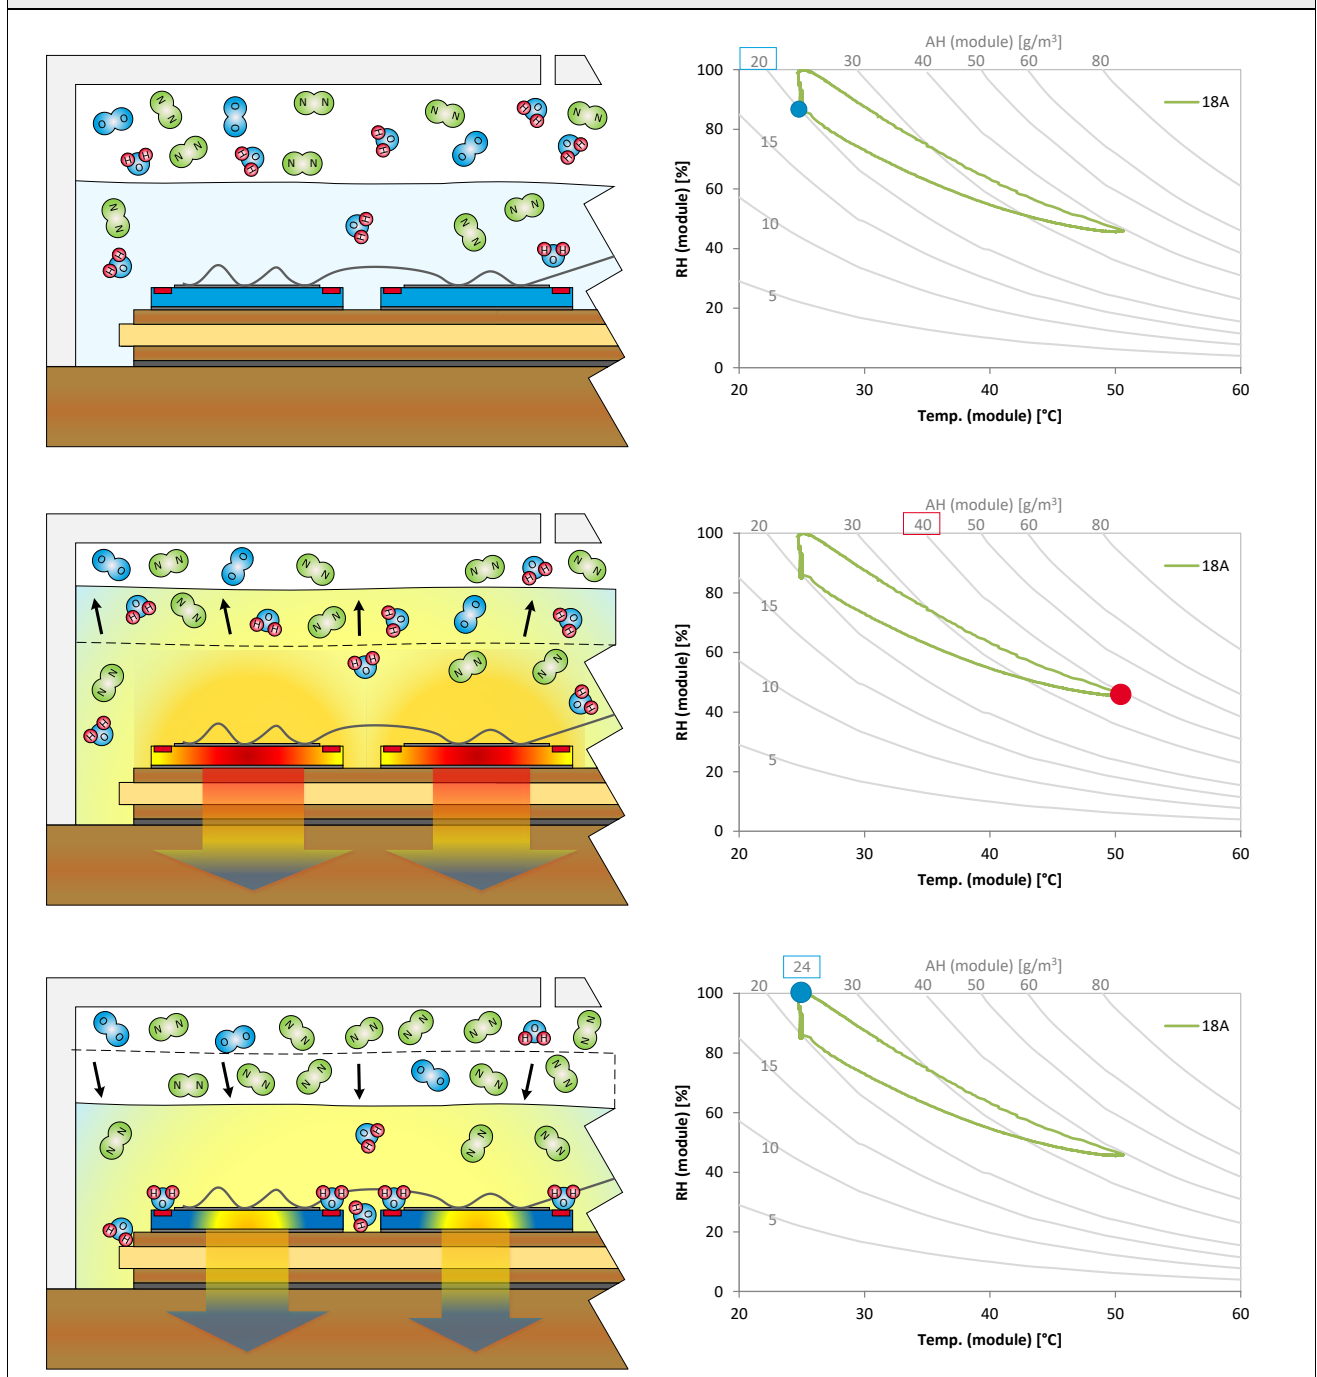 AH (module) [g/m³]
20 30 40 50 60 80
100
80
60
40
20
0
RH (module) [%]
15
10
5
18A
20 30 40 50 60
Temp. (module) [°C]
O O N N O O N N N N H H O N N
H H O N N H H O N N H H O O O H H O
N N H H O N N N N
H H O H H O
AH (module) [g/m³]
20 30 40 50 60 80
100
80
60
40
20
0
RH (module) [%]
15
10
5
18A
20 30 40 50 60
Temp. (module) [°C]
O O N N O O N N N N H H O N N
H H O N N H H O N N H H O O O H H O
N N H H O N N N N
H H O H H O
24
AH (module) [g/m³]
20 30 40 50 60 80
100
80
60
40
20
0
RH (module) [%]
15
10
5
18A
20 30 40 50 60
Temp. (module) [°C]
O O N N O O N N N N N N N N H H O N N
N N N N N N O O N N N N
N N H H O N N N N
H H O H H O H H O H H O
H H O H H O